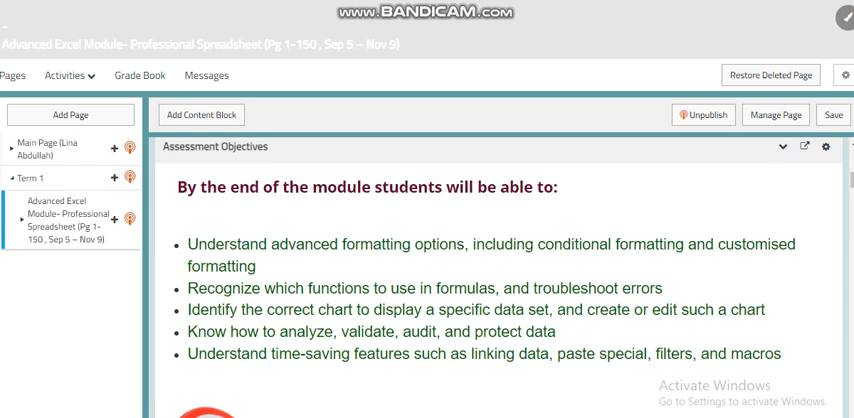 WWW.BANDICAM.COM
Advanced Excel Module- Professional Spreadsheet (Pg 1-150 , Sep 5 – Nov 9)
Pages Activities Grade Book Messages Restore Deleted Page
Add Page Add Content Block Unpublish Manage Page Save
Main Page (Lina
Abdullah)
Term 1
Advanced Excel
Module- Professional
Spreadsheet (Pg 1-
150 , Sep 5 – Nov 9)
Assessment Objectives
By the end of the module students will be able to:
• Understand advanced formatting options, including conditional formatting and customised
formatting
• Recognize which functions to use in formulas, and troubleshoot errors
• Identify the correct chart to display a specific data set, and create or edit such a chart
• Know how to analyze, validate, audit, and protect data
• Understand time-saving features such as linking data, paste special, filters, and macros
Activate Windows
Go to Settings to activate Windows.